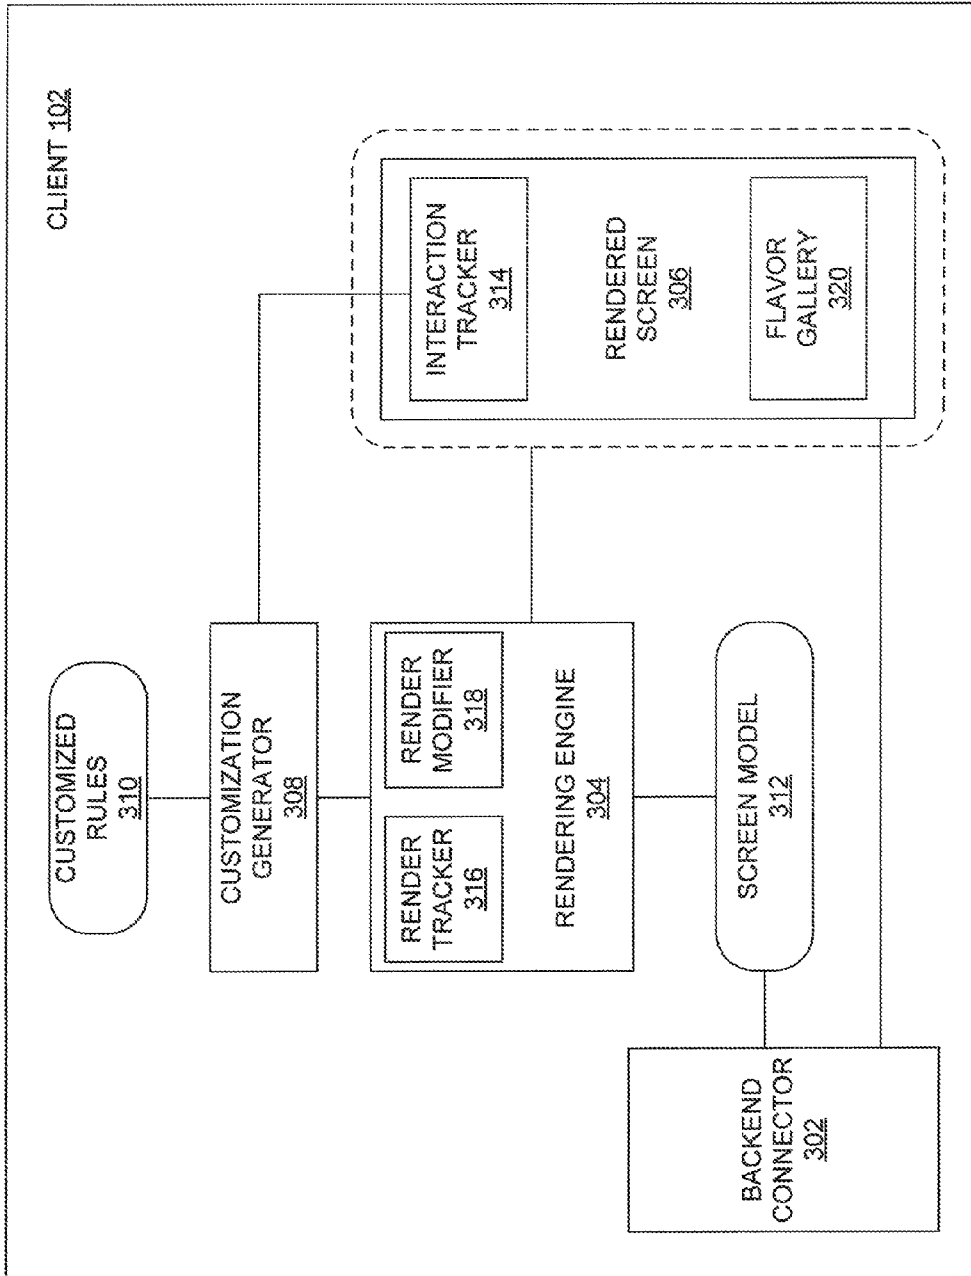 CLIENT 102
CUSTOMIZED
RULES
310
CUSTOMIZATION
GENERATOR
308
RENDER
TRACKER
316
RENDER
MODIFIER
318
RENDERING ENGINE
304
SCREEN MODEL
312
BACKEND
CONNECTOR
302
INTERACTION
TRACKER
314
RENDERED
SCREEN
306
FLAVOR
GALLERY
320